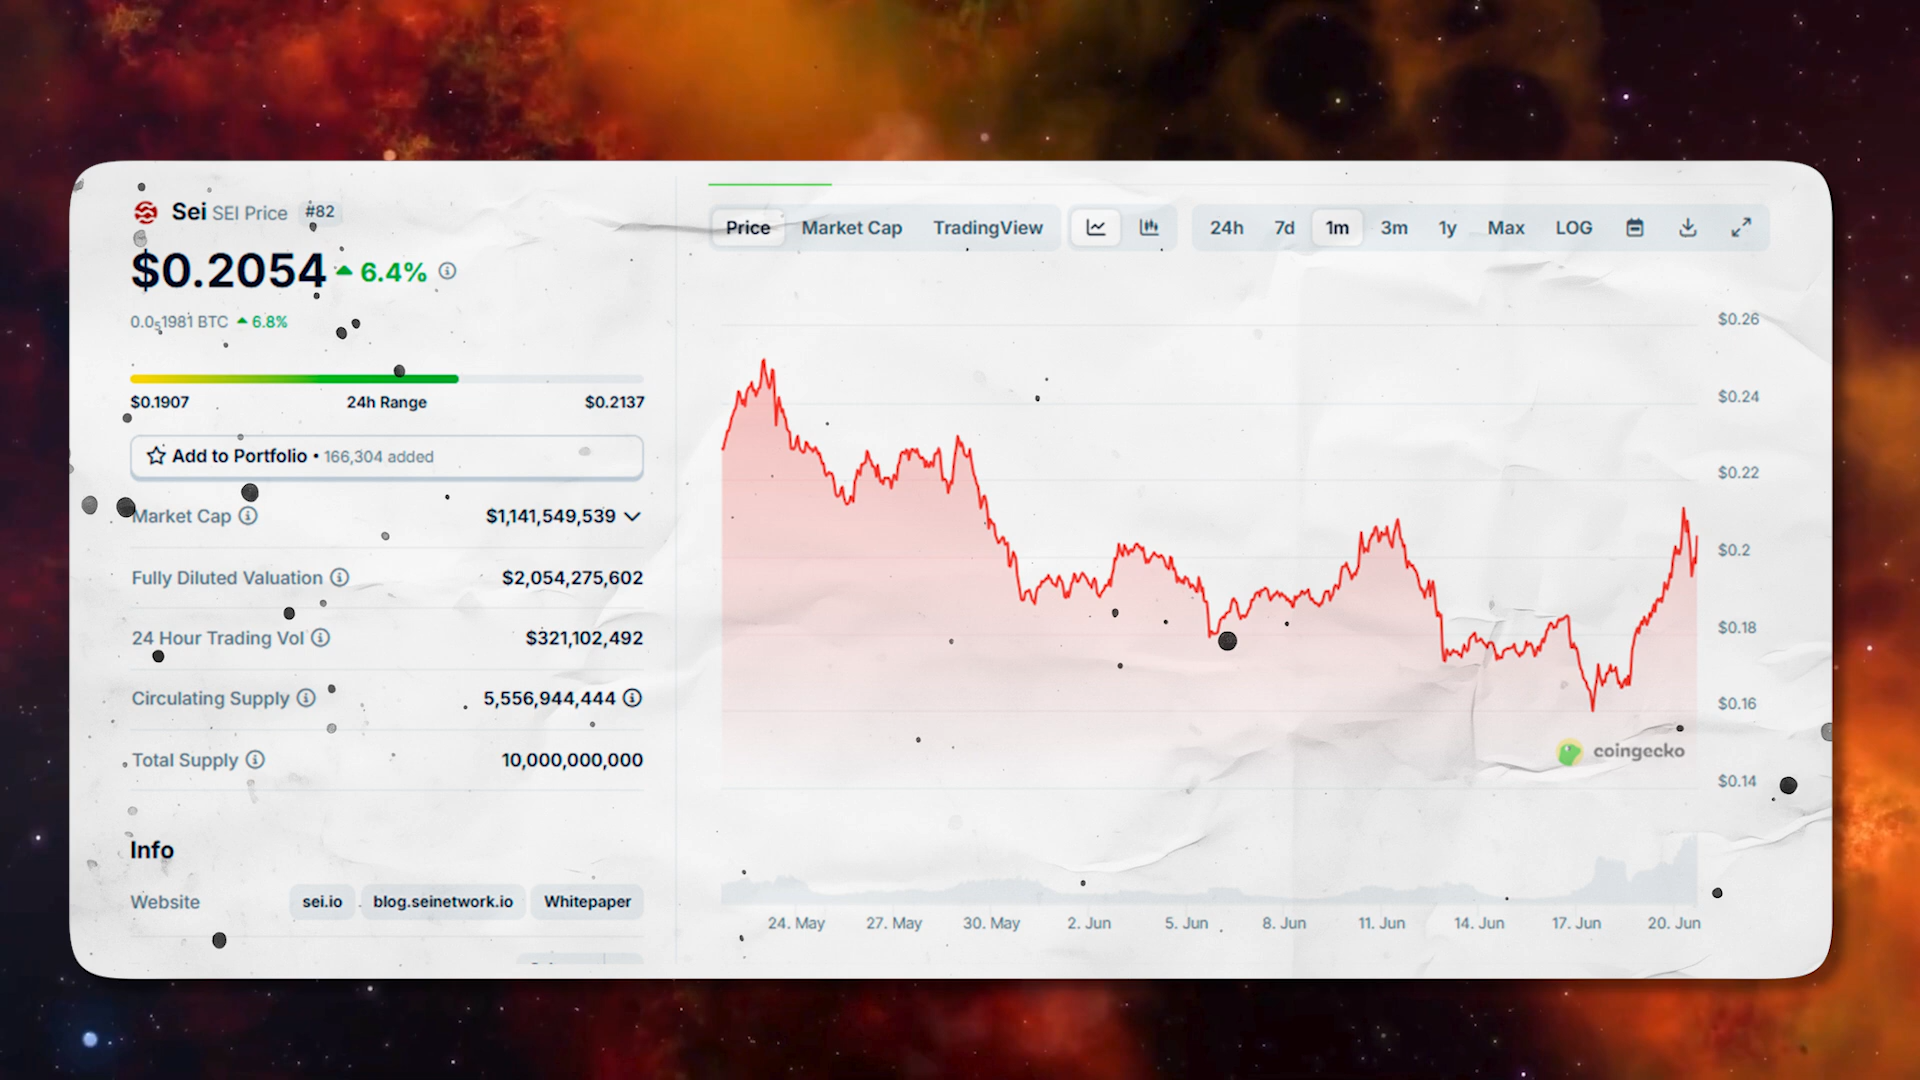 Sei SEI Price #82
$0.2054 6.4%
0.0₅1981 BTC 6.8%
$0.1907 24h Range $0.2137
Add to Portfolio • 166,304 added
Market Cap $1,141,549,539
Fully Diluted Valuation $2,054,275,602
24 Hour Trading Vol $321,102,492
Circulating Supply 5,556,944,444
Total Supply 10,000,000,000
Info
Website sei.io blog.seinetwork.io Whitepaper
Price Market Cap TradingView 24h 7d 1m 3m 1y Max LOG
$0.26
$0.24
$0.22
$0.2
$0.18
$0.16
coingecko
$0.14
24. May 27. May 30. May 2. Jun 5. Jun 8. Jun 11. Jun 14. Jun 17. Jun 20. Jun